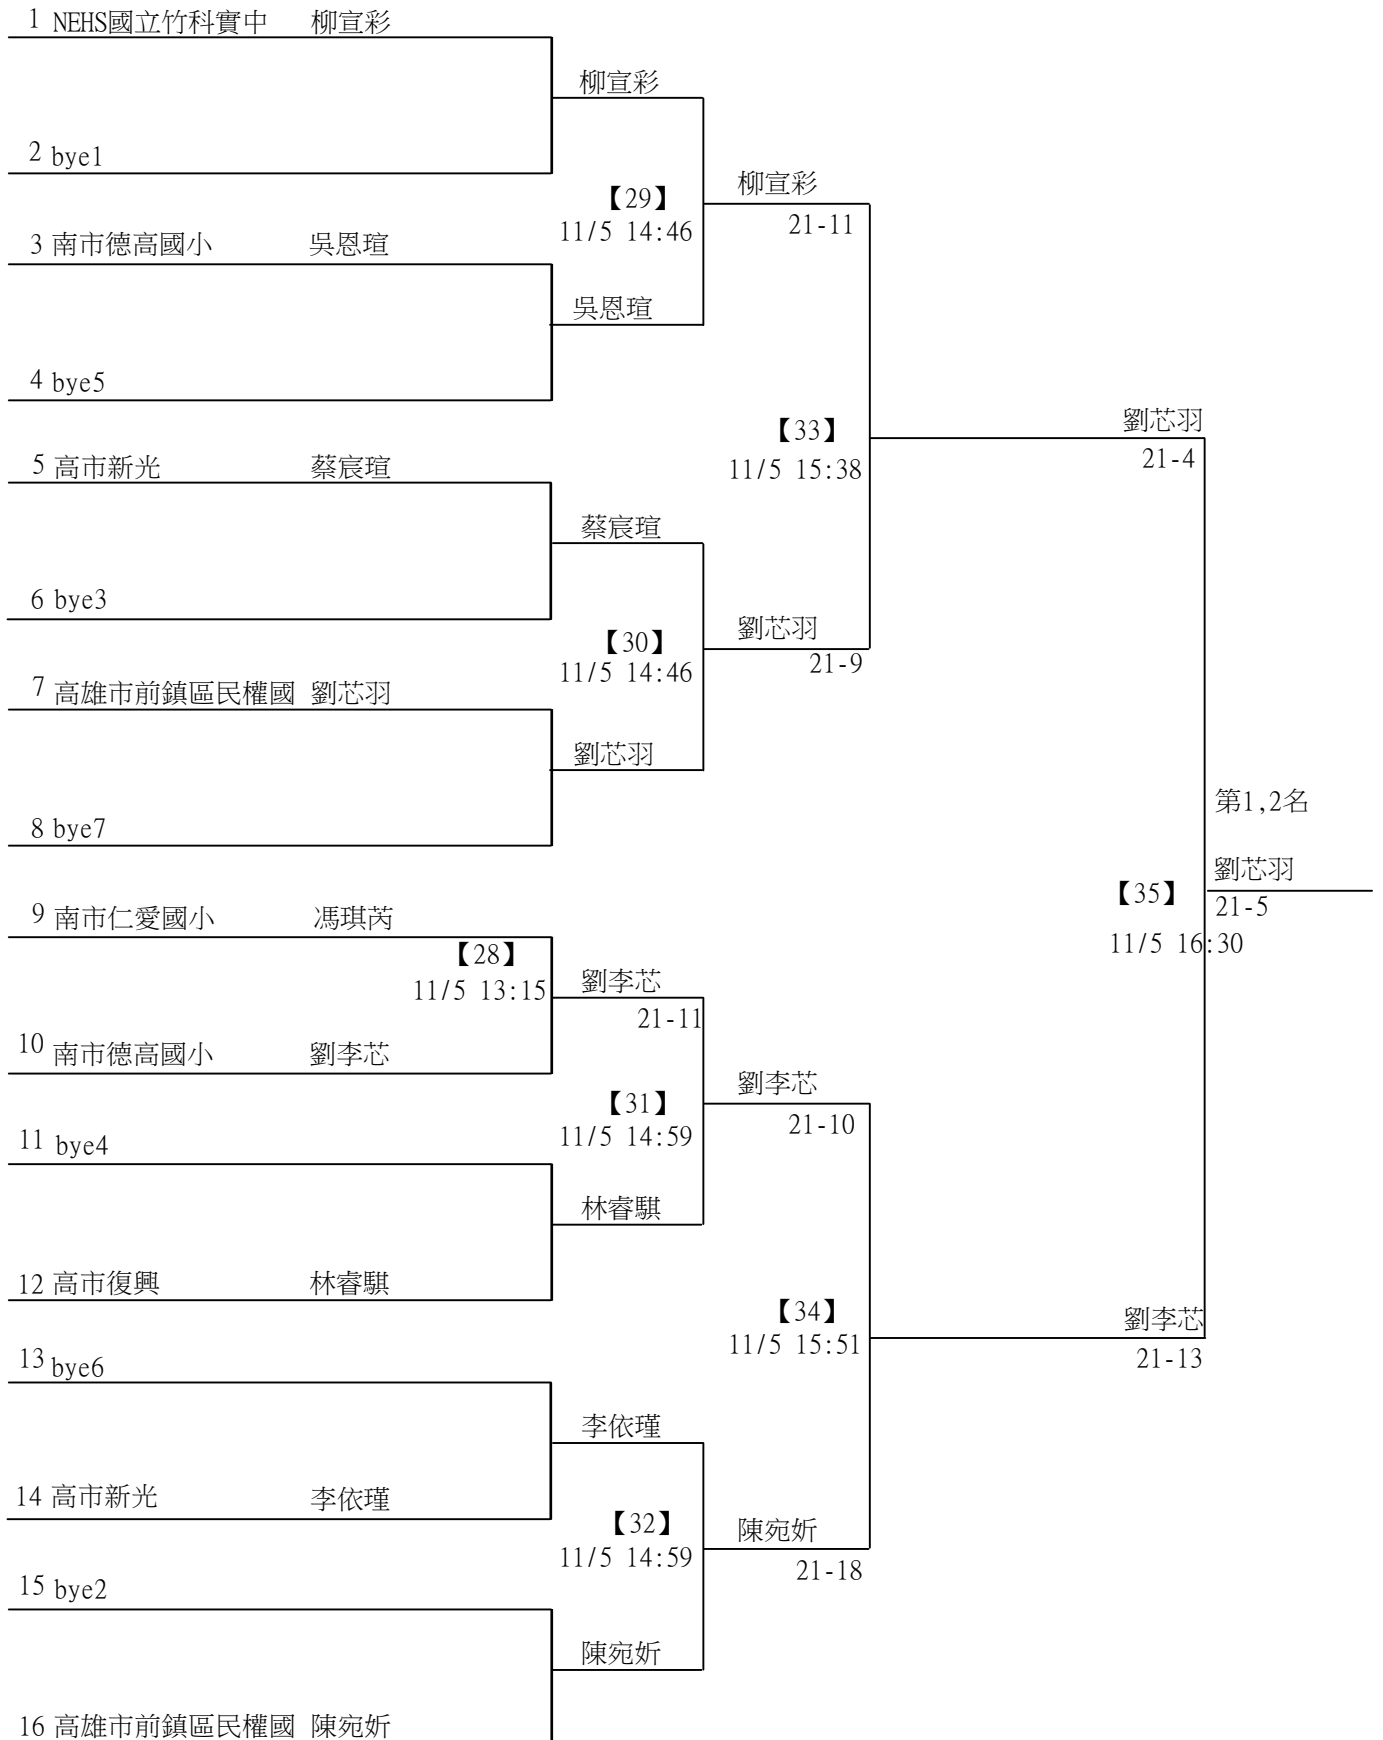 1 NEHS國立竹科實中 柳宣彩
柳宣彩
2 bye1
柳宣彩
【29】
21-11
11/5 14:46
3 南市德高國小 吳恩瑄
吳恩瑄
4 bye5
劉芯羽
【33】
21-4
5 高市新光 蔡宸瑄
11/5 15:38
蔡宸瑄
6 bye3
劉芯羽
【30】
21-9
11/5 14:46
7 高雄市前鎮區民權國 劉芯羽
劉芯羽
第1,2名
8 bye7
劉芯羽
【35】
21-5
9 南市仁愛國小 馮琪芮
11/5 16:30
【28】
劉李芯
11/5 13:15
21-11
10 南市德高國小 劉李芯
劉李芯
【31】
21-10
11 bye4
11/5 14:59
林睿騏
12 高市復興 林睿騏
【34】
劉李芯
11/5 15:51
21-13
13 bye6
李依瑾
14 高市新光 李依瑾
【32】
陳宛妡
11/5 14:59
21-18
15 bye2
陳宛妡
16 高雄市前鎮區民權國 陳宛妡